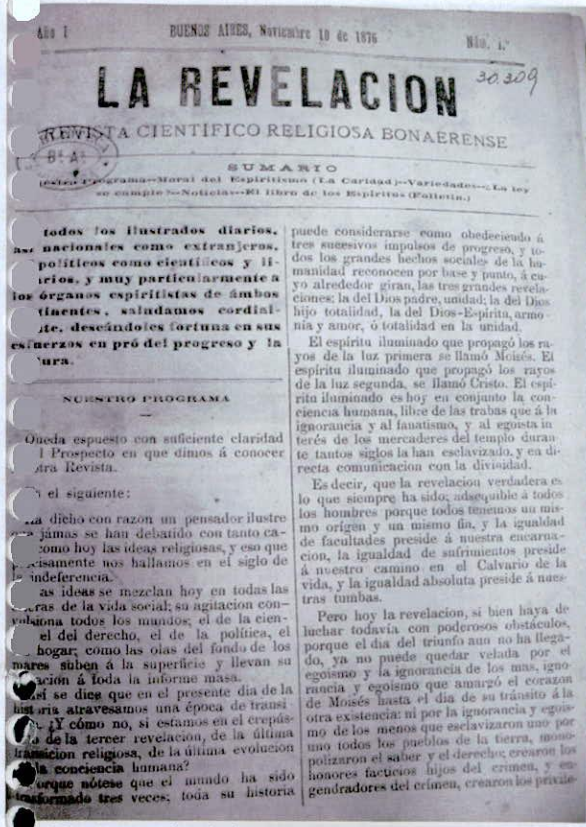 Año I
BUENOS AIRES, Noviembre 10 de 1876
Núm. 1.º
LA REVELACION
30.309
REVISTA CIENTÍFICO RELIGIOSA BONAERENSE
Bs As
SUMARIO
Programa—Moral del Espiritismo (La Caridad)—Variedades—¿La ley
se cumple?—Noticias—El libro de los Espíritus (Folletin.)
todos los ilustrados diarios,
así nacionales como extranjeros,
políticos como científicos y li-
rios, y muy particularmente a
los órganos espiritistas de ámbos
tinentes, saludamos cordial-
te, deseándoles fortuna en sus
esfuerzos en pró del progreso y la
ura.
NUESTRO PROGRAMA
Queda espuesto con suficiente claridad
l Prospecto en que dimos á conocer
stra Revista.
el siguiente:
Ha dicho con razon un pensador ilustre
que jámas se han debatido con tanto ca-
como hoy las ideas religiosas, y eso que
cisamente nos hallamos en el siglo de
indeferencia.
as ideas se mezclan hoy en todas las
ras de la vida social; su agitacion con-
vulsiona todos los mundos; el de la cien-
el del derecho, el de la política, el
hogar; cómo las olas del fondo de los
mares suben á la superficie y llevan su
acion á toda la informe masa.
Así se dice que en el presente dia de la
historia atravesamos una época de transi-
¿Y cómo no, si estamos en el crepús-
o de la tercer revelacion, de la última
transicion religiosa, de la última evolucion
la conciencia humana?
Porque nótese que el mundo ha sido
trasformado tres veces; toda su historia
puede considerarse como obedeciendo á
tres sucesivos impulsos de progreso, y to-
dos los grandes hechos sociales de la hu-
manidad reconocen por base y punto, á cu-
yo alrededor giran, las tres grandes revela-
ciones: la del Dios padre, unidad; la del Dios
hijo totalidad, la del Dios-Espíritu, armo-
nía y amor, ó totalidad en la unidad.
El espíritu iluminado que propagó los ra-
yos de la luz primera se llamó Moisés. El
espíritu iluminado que propagó los rayos
de la luz segunda, se llamó Cristo. El espí-
ritu iluminado es hoy en conjunto la con-
ciencia humana, libre de las trabas que á la
ignorancia y al fanatismo, y al egoista in-
terés de los mercaderes del templo duran-
te tantos siglos la han esclavizado, y en di-
recta comunicacion con la divinidad.
Es decir, que la revelacion verdadera es
lo que siempre ha sido; adsequible á todos
los hombres porque todos tenemos un mis-
mo orígen y un mismo fin, y la igualdad
de facultades preside á nuestra encarna-
cion, la igualdad de sufrimientos preside
á nuestro camino en el Calvario de la
vida, y la igualdad absoluta preside á nues-
tras tumbas.
Pero hoy la revelacion, si bien haya de
luchar todavía con poderosos obstáculos,
porque el dia del triunfo aun no ha llega-
do, ya no puede quedar velada por el
egoismo y la ignorancia de los mas, igno-
rancia y egoismo que amargó el corazon
de Moisés hasta el dia de su tránsito á la
otra existencia: ni por la ignorancia y egois-
mo de los menos que esclavizaron uno por
uno todo los pueblos de la tierra, mono-
polizaron el saber y el derecho; crearon los
honores facticios hijos del crimen, y en-
gendradores del crímen, crearon los privile-